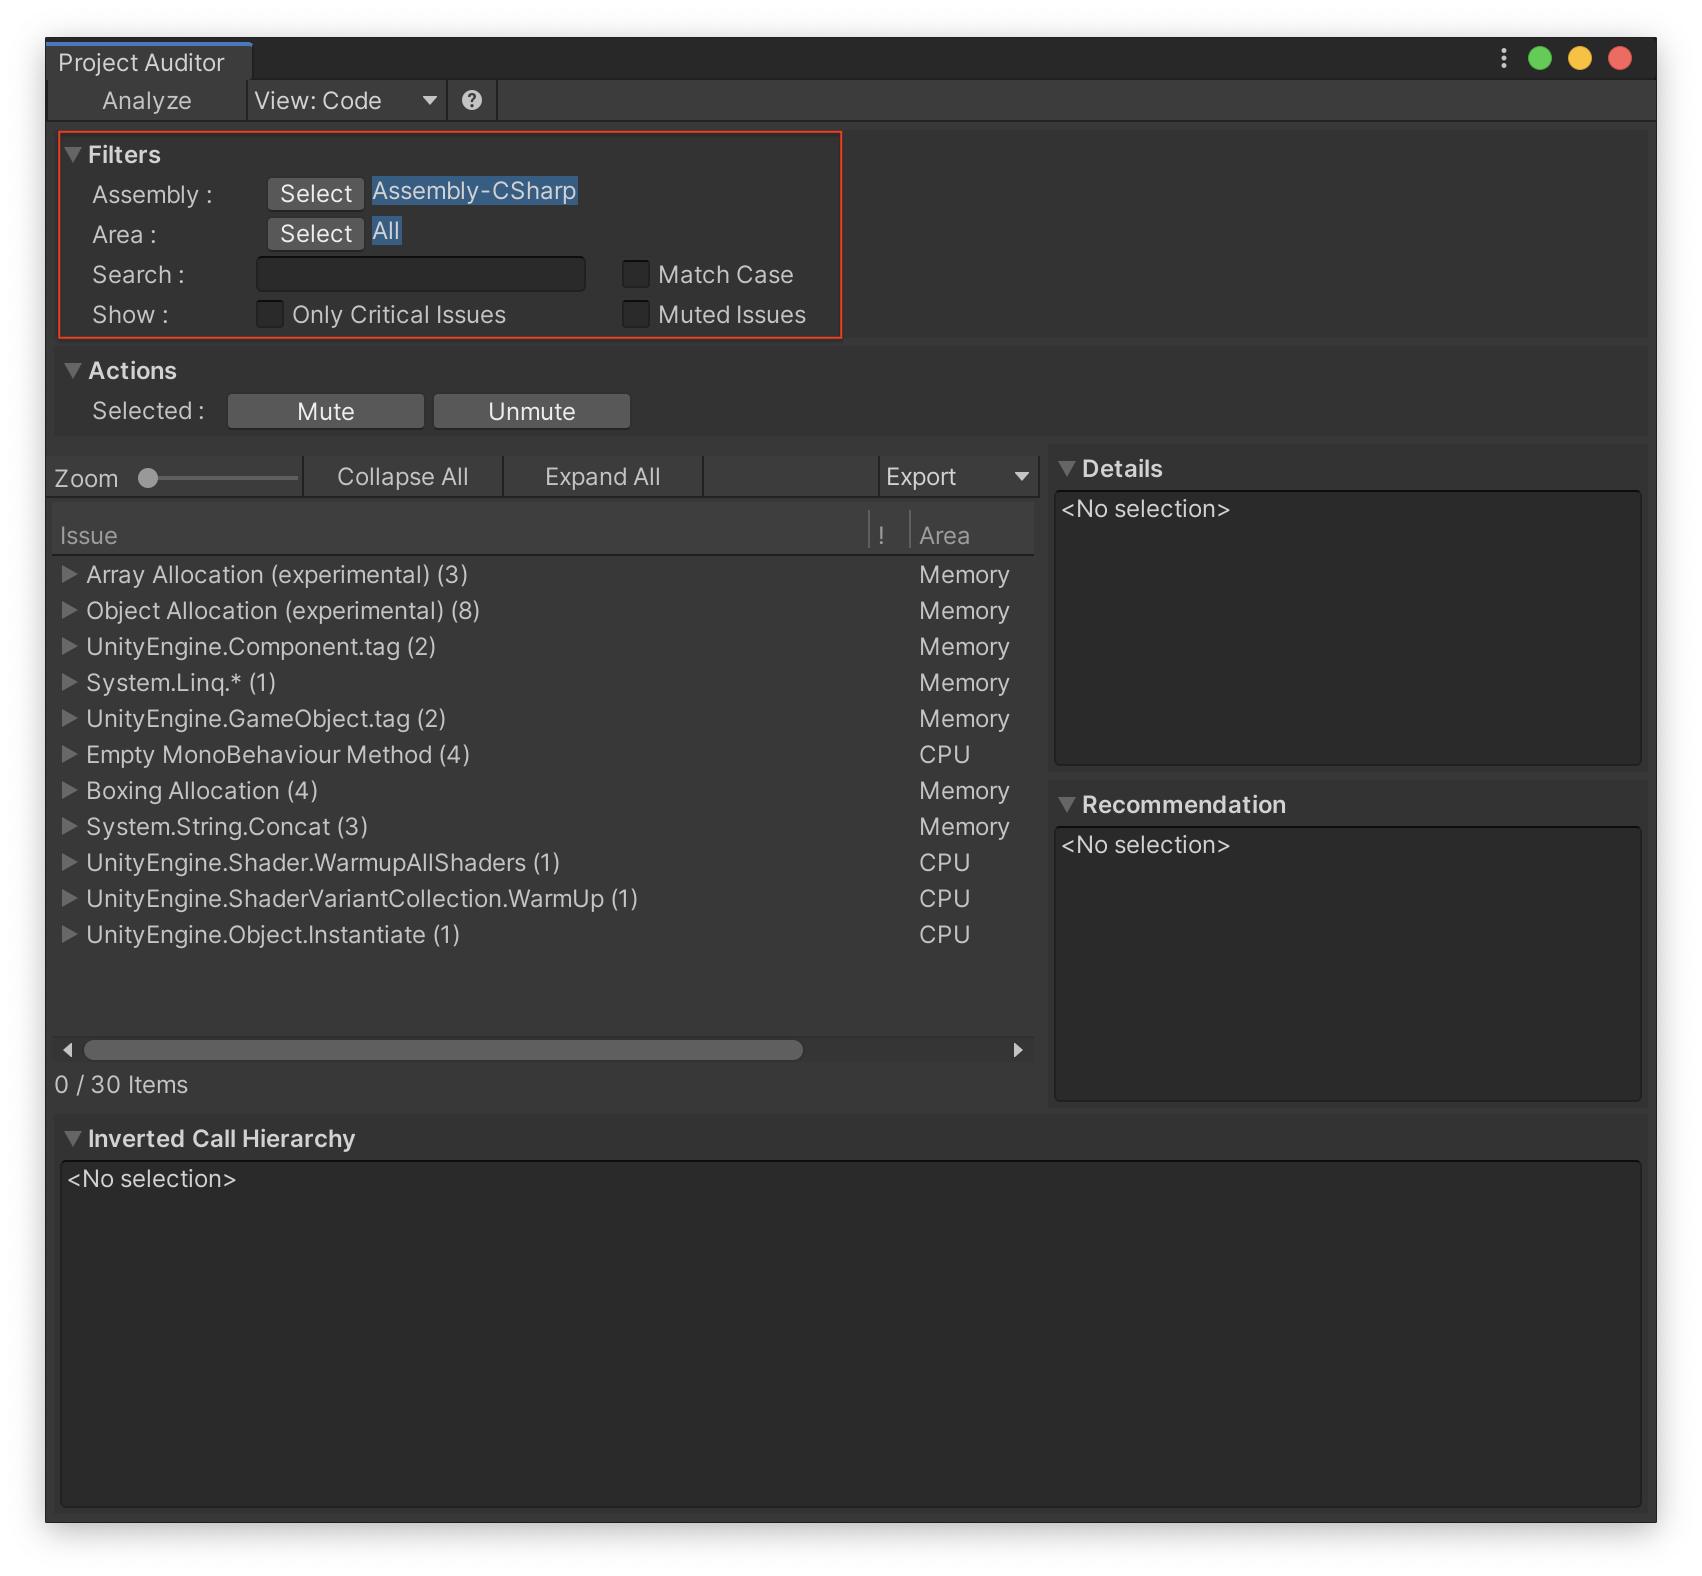 Project Auditor
Analyze View: Code
Filters
Assembly : Select Assembly-CSharp
Area : Select All
Search : Match Case
Show : Only Critical Issues Muted Issues
Actions
Selected : Mute Unmute
Zoom Collapse All Expand All Export
Issue ! Area
Array Allocation (experimental) (3) Memory
Object Allocation (experimental) (8) Memory
UnityEngine.Component.tag (2) Memory
System.Linq.* (1) Memory
UnityEngine.GameObject.tag (2) Memory
Empty MonoBehaviour Method (4) CPU
Boxing Allocation (4) Memory
System.String.Concat (3) Memory
UnityEngine.Shader.WarmupAllShaders (1) CPU
UnityEngine.ShaderVariantCollection.WarmUp (1) CPU
UnityEngine.Object.Instantiate (1) CPU
0 / 30 Items
Details
<No selection>
Recommendation
<No selection>
Inverted Call Hierarchy
<No selection>